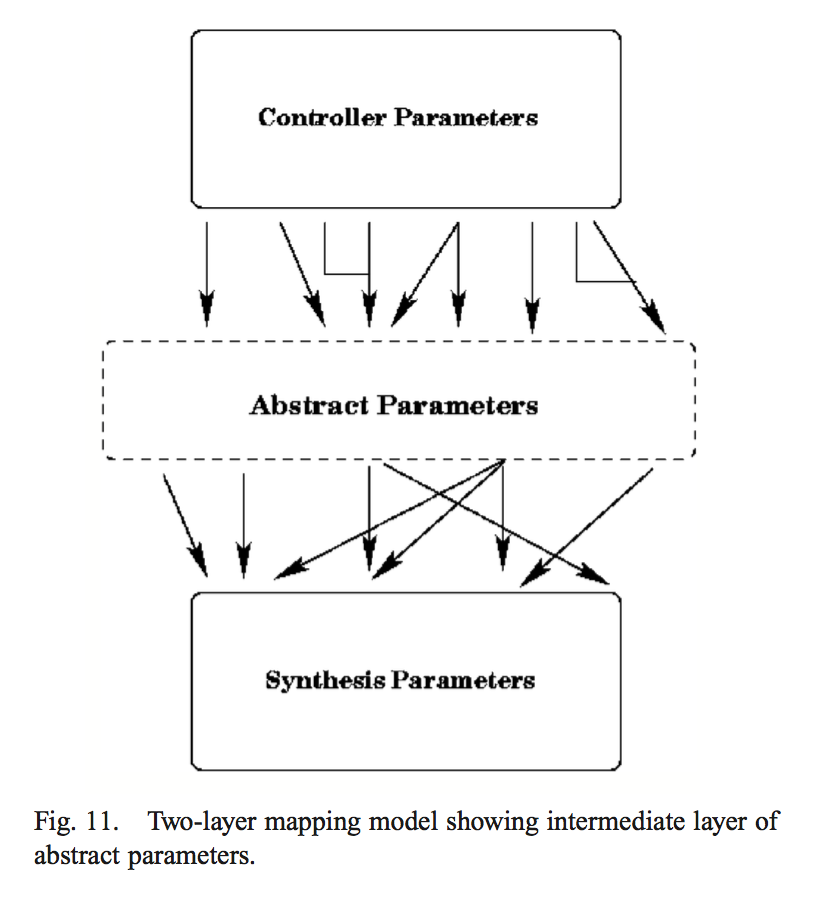 Controller Parameters
Abstract Parameters
Synthesis Parameters
Fig. 11. Two-layer mapping model showing intermediate layer of
abstract parameters.